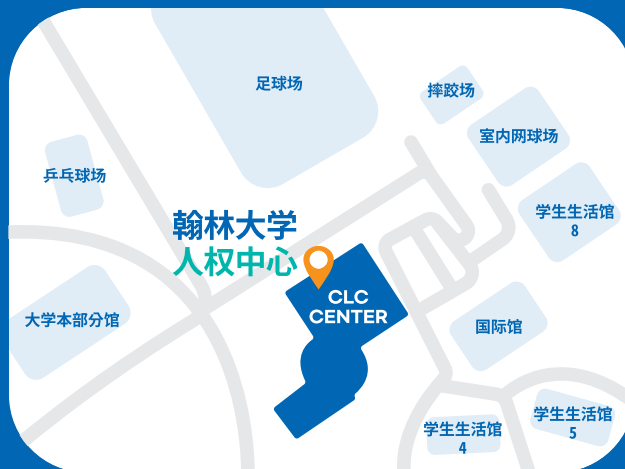 足球场
摔跤场
室内网球场
乒乓球场
学生生活馆
8
翰林大学
人权中心
CLC
CENTER
大学本部分馆
国际馆
学生生活馆
5
学生生活馆
4